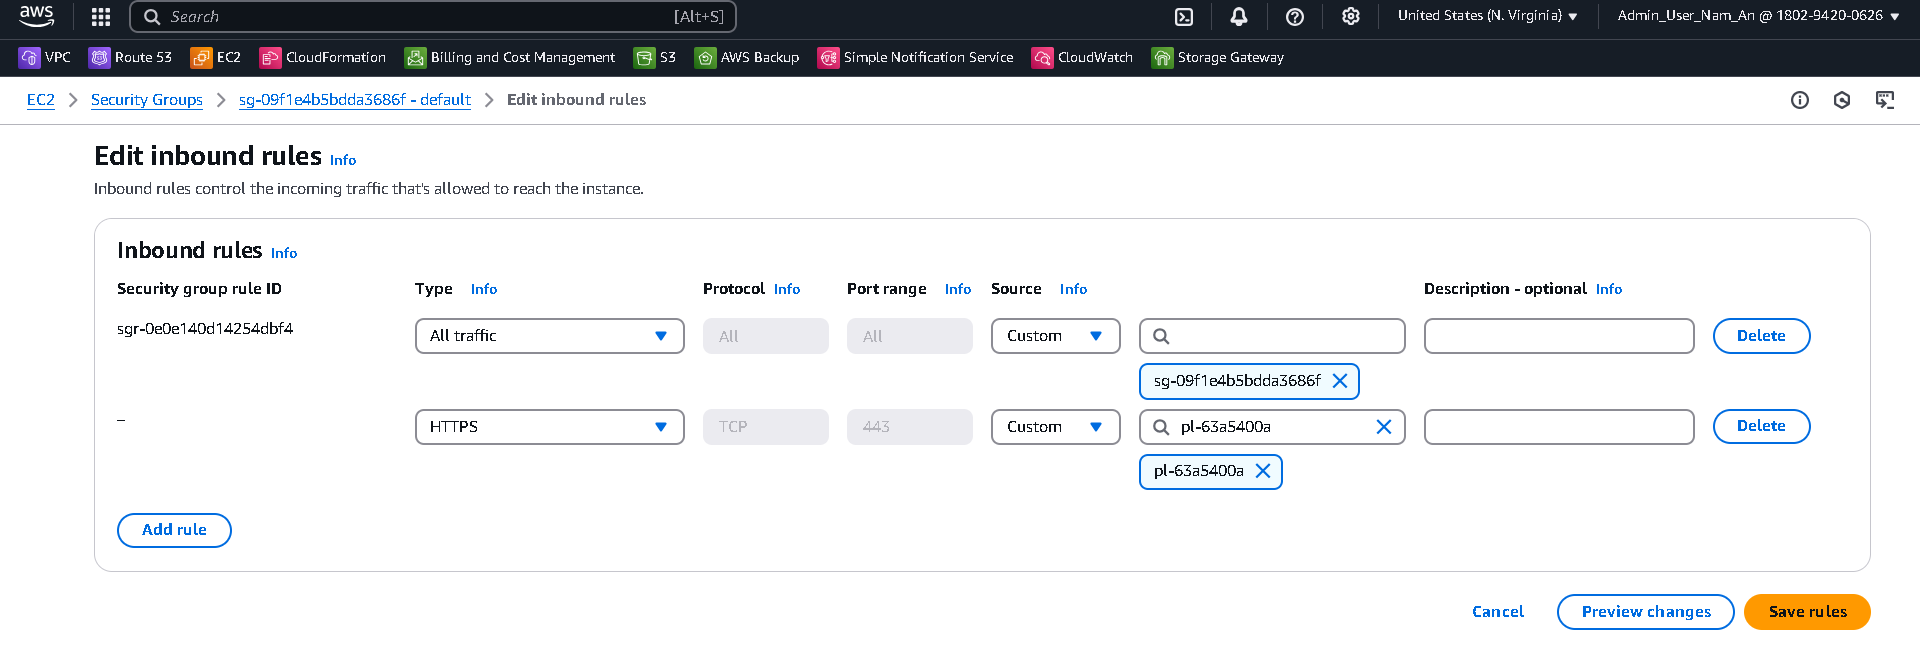 aws Search [Alt+S] United States (N. Virginia) Admin_User_Nam_An @ 1802-9420-0626
VPC Route 53 EC2 CloudFormation Billing and Cost Management S3 AWS Backup Simple Notification Service CloudWatch Storage Gateway
EC2 > Security Groups > sg-09f1e4b5bdda3686f - default > Edit inbound rules
Edit inbound rules Info
Inbound rules control the incoming traffic that's allowed to reach the instance.
Inbound rules Info
Security group rule ID Type Info Protocol Info Port range Info Source Info Description - optional Info
sgr-0e0e140d14254dbf4 All traffic All All Custom Delete
sg-09f1e4b5bdda3686f
– HTTPS TCP 443 Custom pl-63a5400a Delete
pl-63a5400a
Add rule
Cancel Preview changes Save rules